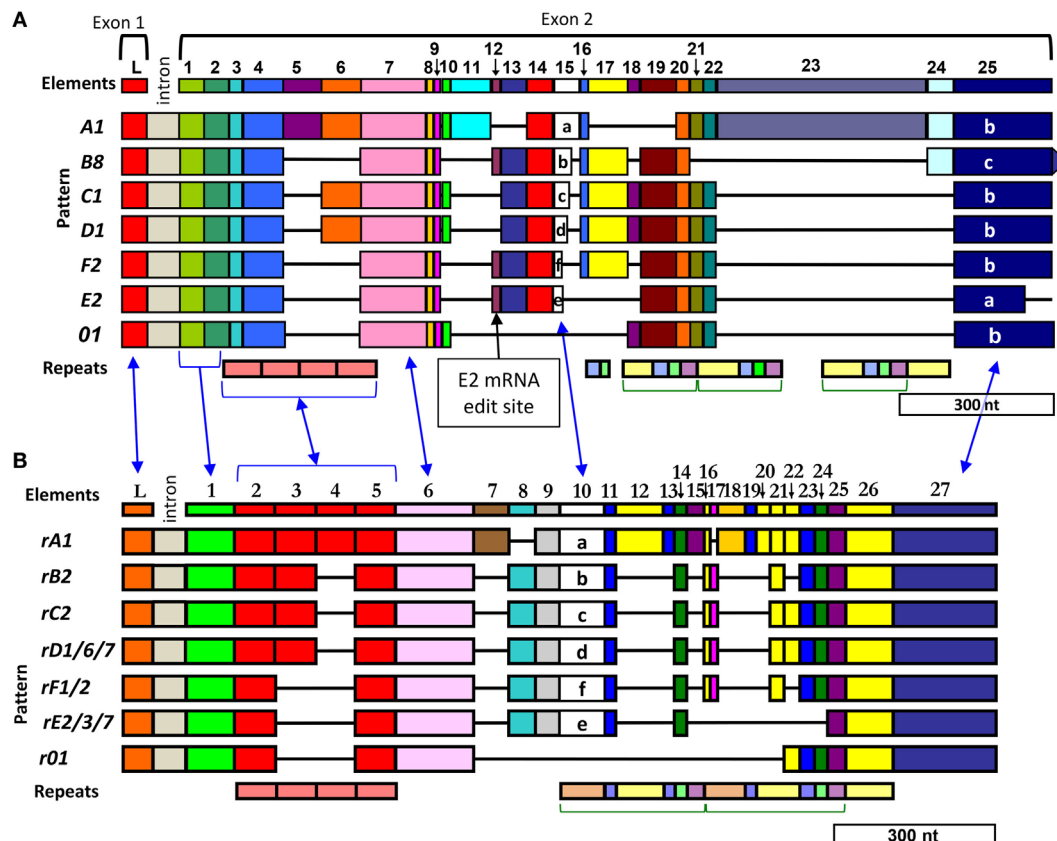 A
Exon 1
Exon 2
Elements L intron 1 2 3 4 5 6 7 8 9 10 11 12 13 14 15 16 17 18 19 20 21 22 23 24 25
Pattern
A1 a b
B8 b c
C1 c b
D1 d b
F2 f b
E2 e a
01 b
Repeats
E2 mRNA
edit site
300 nt
B
Elements L intron 1 2 3 4 5 6 7 8 9 10 11 12 13 14 15 16 17 18 19 20 21 22 23 24 25 26 27
Pattern
rA1 a
rB2 b
rC2 c
rD1/6/7 d
rF1/2 f
rE2/3/7 e
r01
Repeats
300 nt